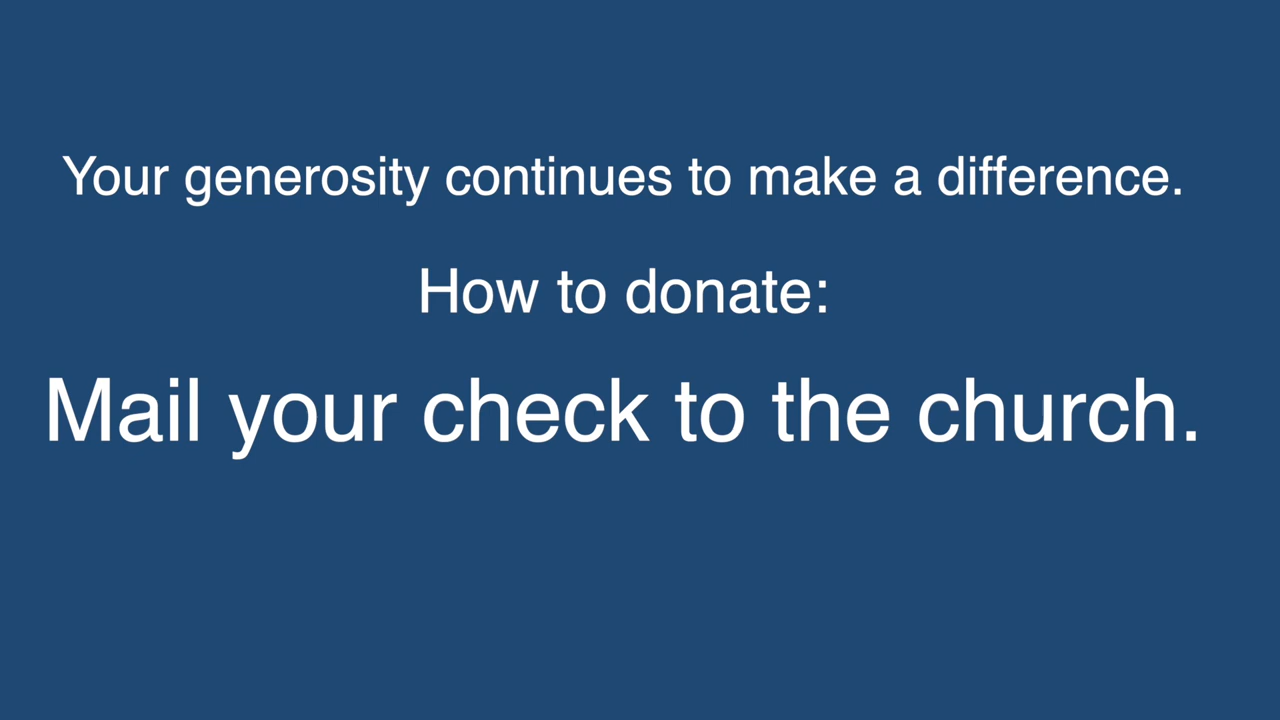 Your generosity continues to make a difference.
How to donate:
Mail your check to the church.